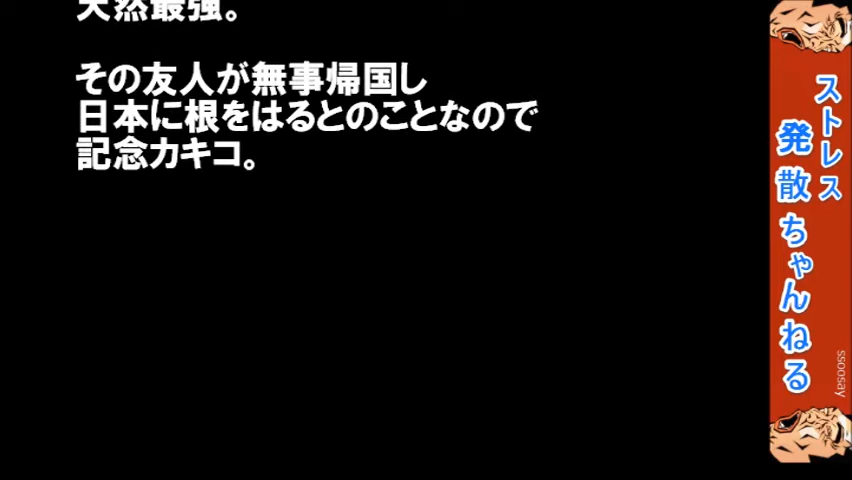 天然最強。
その友人が無事帰国し
日本に根をはるとのことなので
記念カキコ。
ストレス
発散ちゃんねる
ssoosay